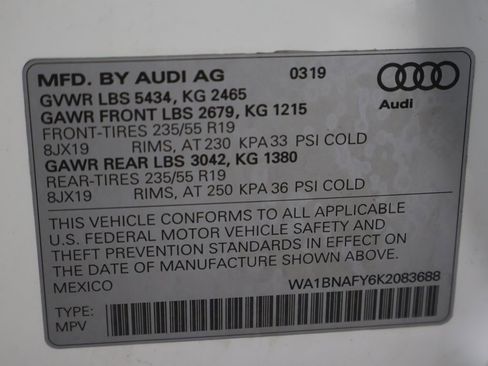 MFD. BY AUDI AG 0319
GVWR LBS 5434, KG 2465
GAWR FRONT LBS 2679, KG 1215
FRONT-TIRES 235/55 R19
8JX19 RIMS, AT 230 KPA 33 PSI COLD
GAWR REAR LBS 3042, KG 1380
REAR-TIRES 235/55 R19
8JX19 RIMS, AT 250 KPA 36 PSI COLD
Audi
THIS VEHICLE CONFORMS TO ALL APPLICABLE
U.S. FEDERAL MOTOR VEHICLE SAFETY AND
THEFT PREVENTION STANDARDS IN EFFECT ON
THE DATE OF MANUFACTURE SHOWN ABOVE.
MEXICO WA1BNAFY6K2083688
TYPE:
MPV